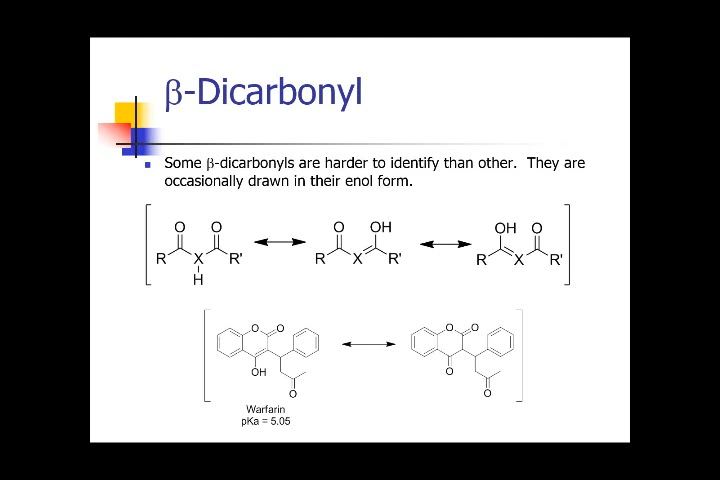 β-Dicarbonyl
Some β-dicarbonyls are harder to identify than other. They are
occasionally drawn in their enol form.
O O O OH OH O
R X R' R X R' R X R'
H
O O O O
OH O
O O
Warfarin
pKa = 5.05